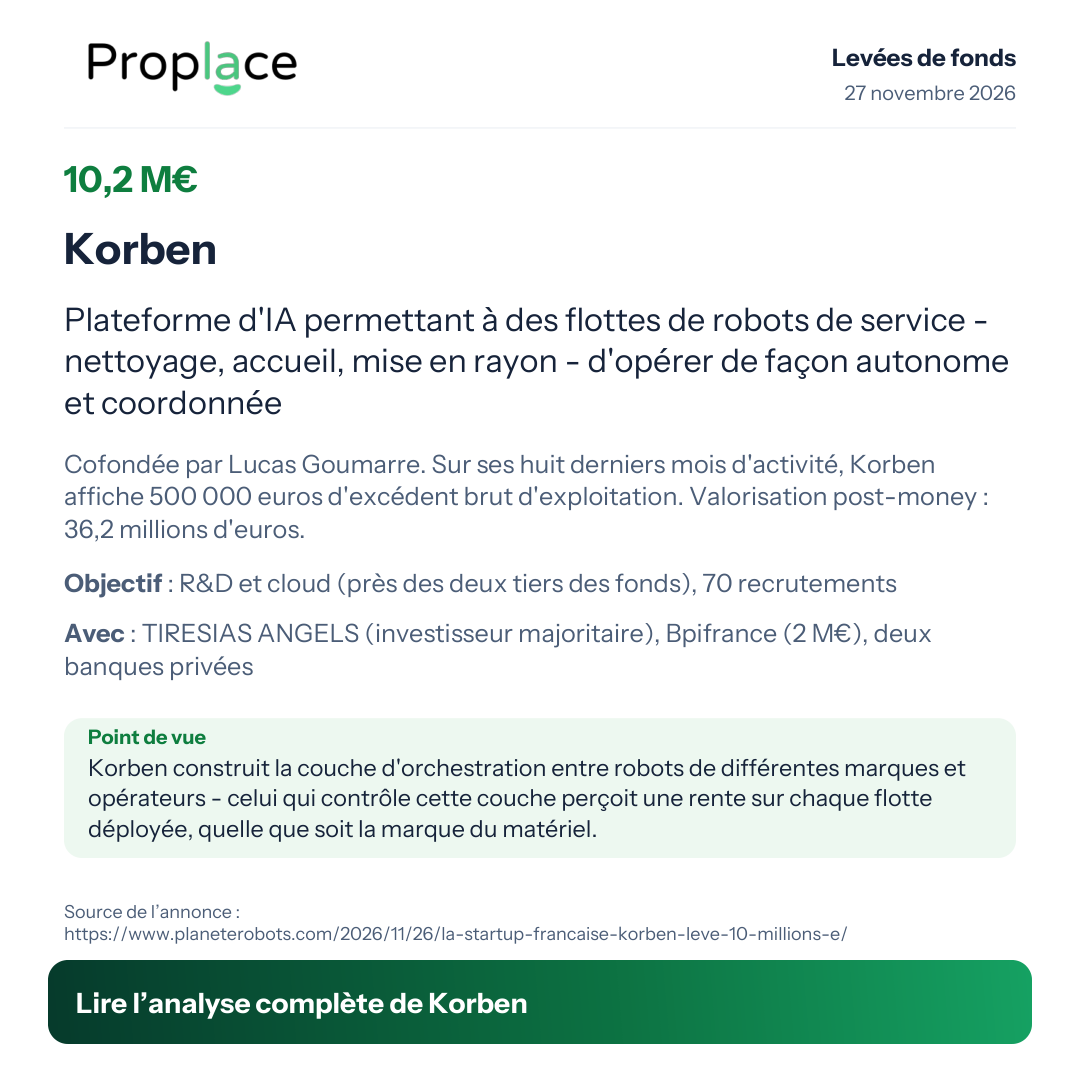 Proplace
Levées de fonds
27 novembre 2026
10,2 M€
Korben
Plateforme d'IA permettant à des flottes de robots de service -
nettoyage, accueil, mise en rayon - d'opérer de façon autonome
et coordonnée
Cofondée par Lucas Goumarre. Sur ses huit derniers mois d'activité, Korben
affiche 500 000 euros d'excédent brut d'exploitation. Valorisation post-money :
36,2 millions d'euros.
Objectif : R&D et cloud (près des deux tiers des fonds), 70 recrutements
Avec : TIRESIAS ANGELS (investisseur majoritaire), Bpifrance (2 M€), deux
banques privées
Point de vue
Korben construit la couche d'orchestration entre robots de différentes marques et
opérateurs - celui qui contrôle cette couche perçoit une rente sur chaque flotte
déployée, quelle que soit la marque du matériel.
Source de l’annonce :
https://www.planeterobots.com/2026/11/26/la-startup-francaise-korben-leve-10-millions-e/
Lire l’analyse complète de Korben